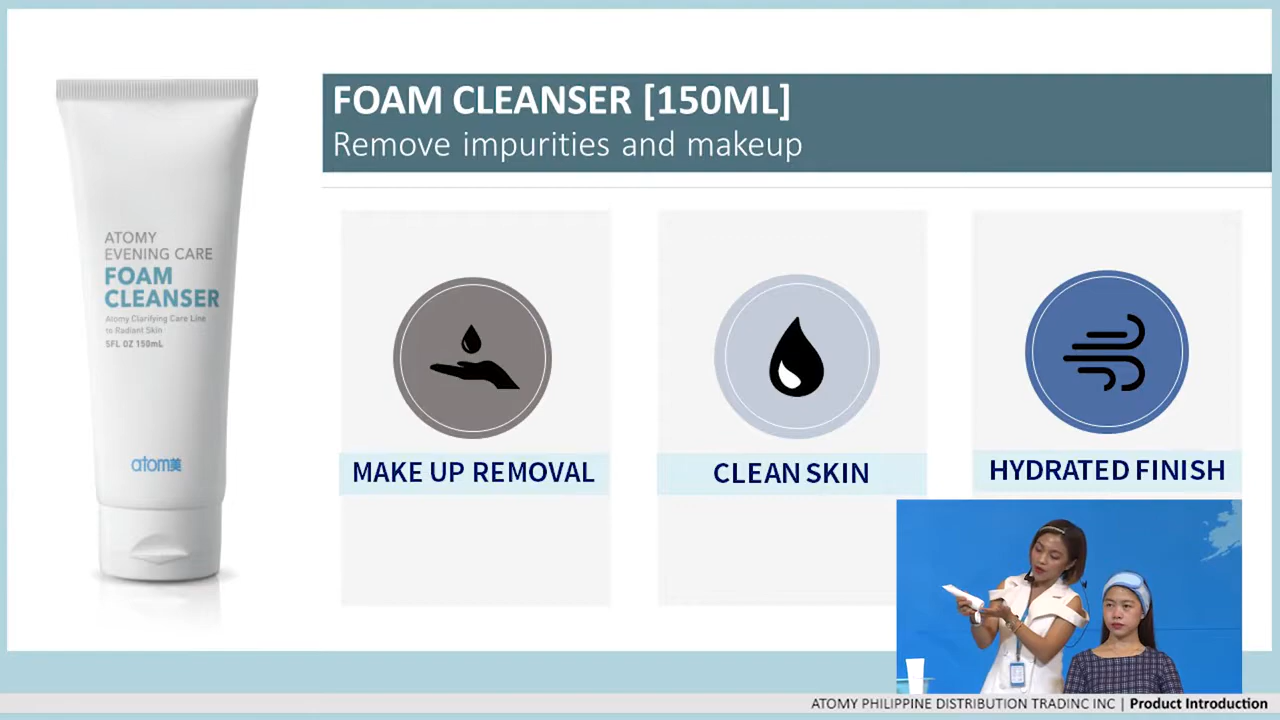 FOAM CLEANSER [150ML]
Remove impurities and makeup
ATOMY
EVENING CARE
FOAM
CLEANSER
Atomy Clarifying Care Line
to Radiant Skin
5FL OZ 150mL
atom美
MAKE UP REMOVAL
CLEAN SKIN
HYDRATED FINISH
ATOMY PHILIPPINE DISTRIBUTION TRADINC INC | Product Introduction